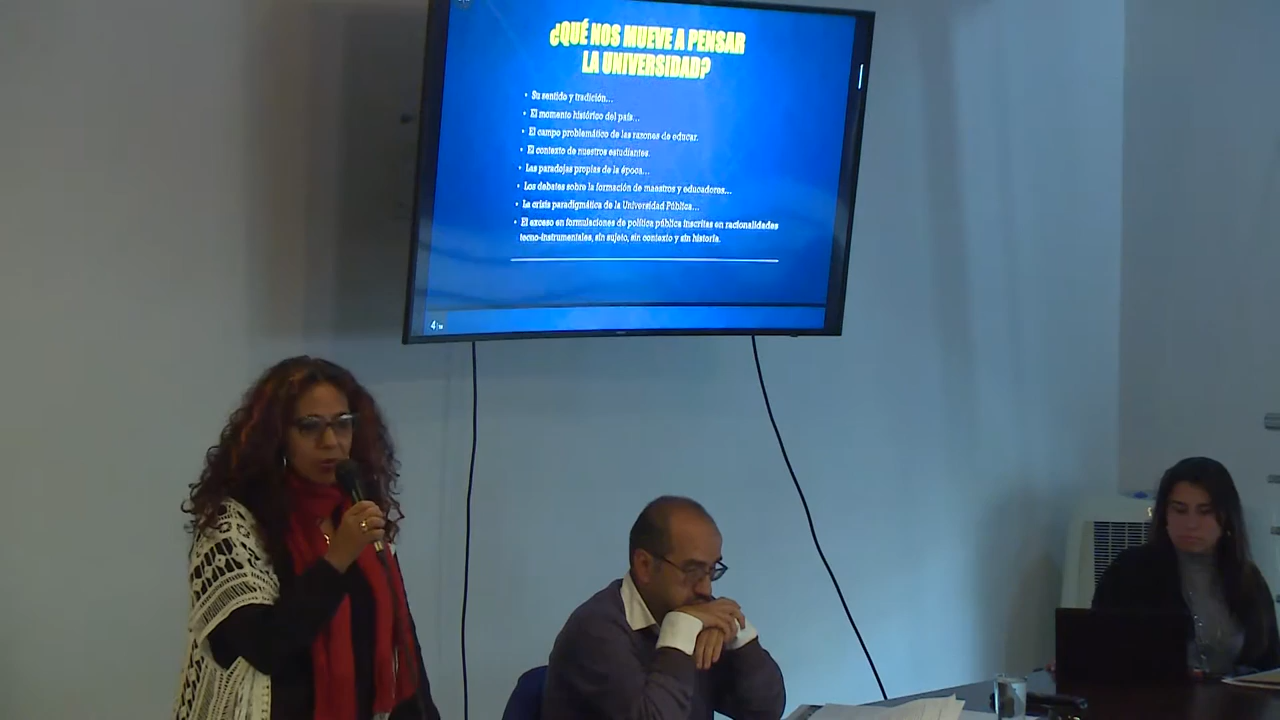 ¿QUÉ NOS MUEVE A PENSAR
LA UNIVERSIDAD?
• Su sentido y tradición...
• El momento histórico del país...
• El campo problemático de las razones de educar.
• El contexto de nuestros estudiantes.
• Las paradojas propias de la época...
• Los debates sobre la formación de maestros y educadores...
• La crisis paradigmática de la Universidad Pública...
• El exceso en formulaciones de política pública inscritas en racionalidades
tecno-instrumentales, sin sujeto, sin contexto y sin historia.
4